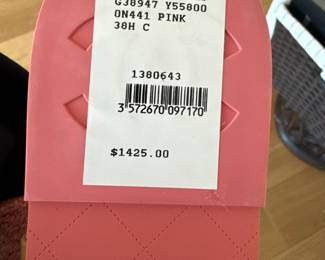 G38947 Y55800
0N441 PINK
38H C
1380643
3 572670 097170
$1425.00